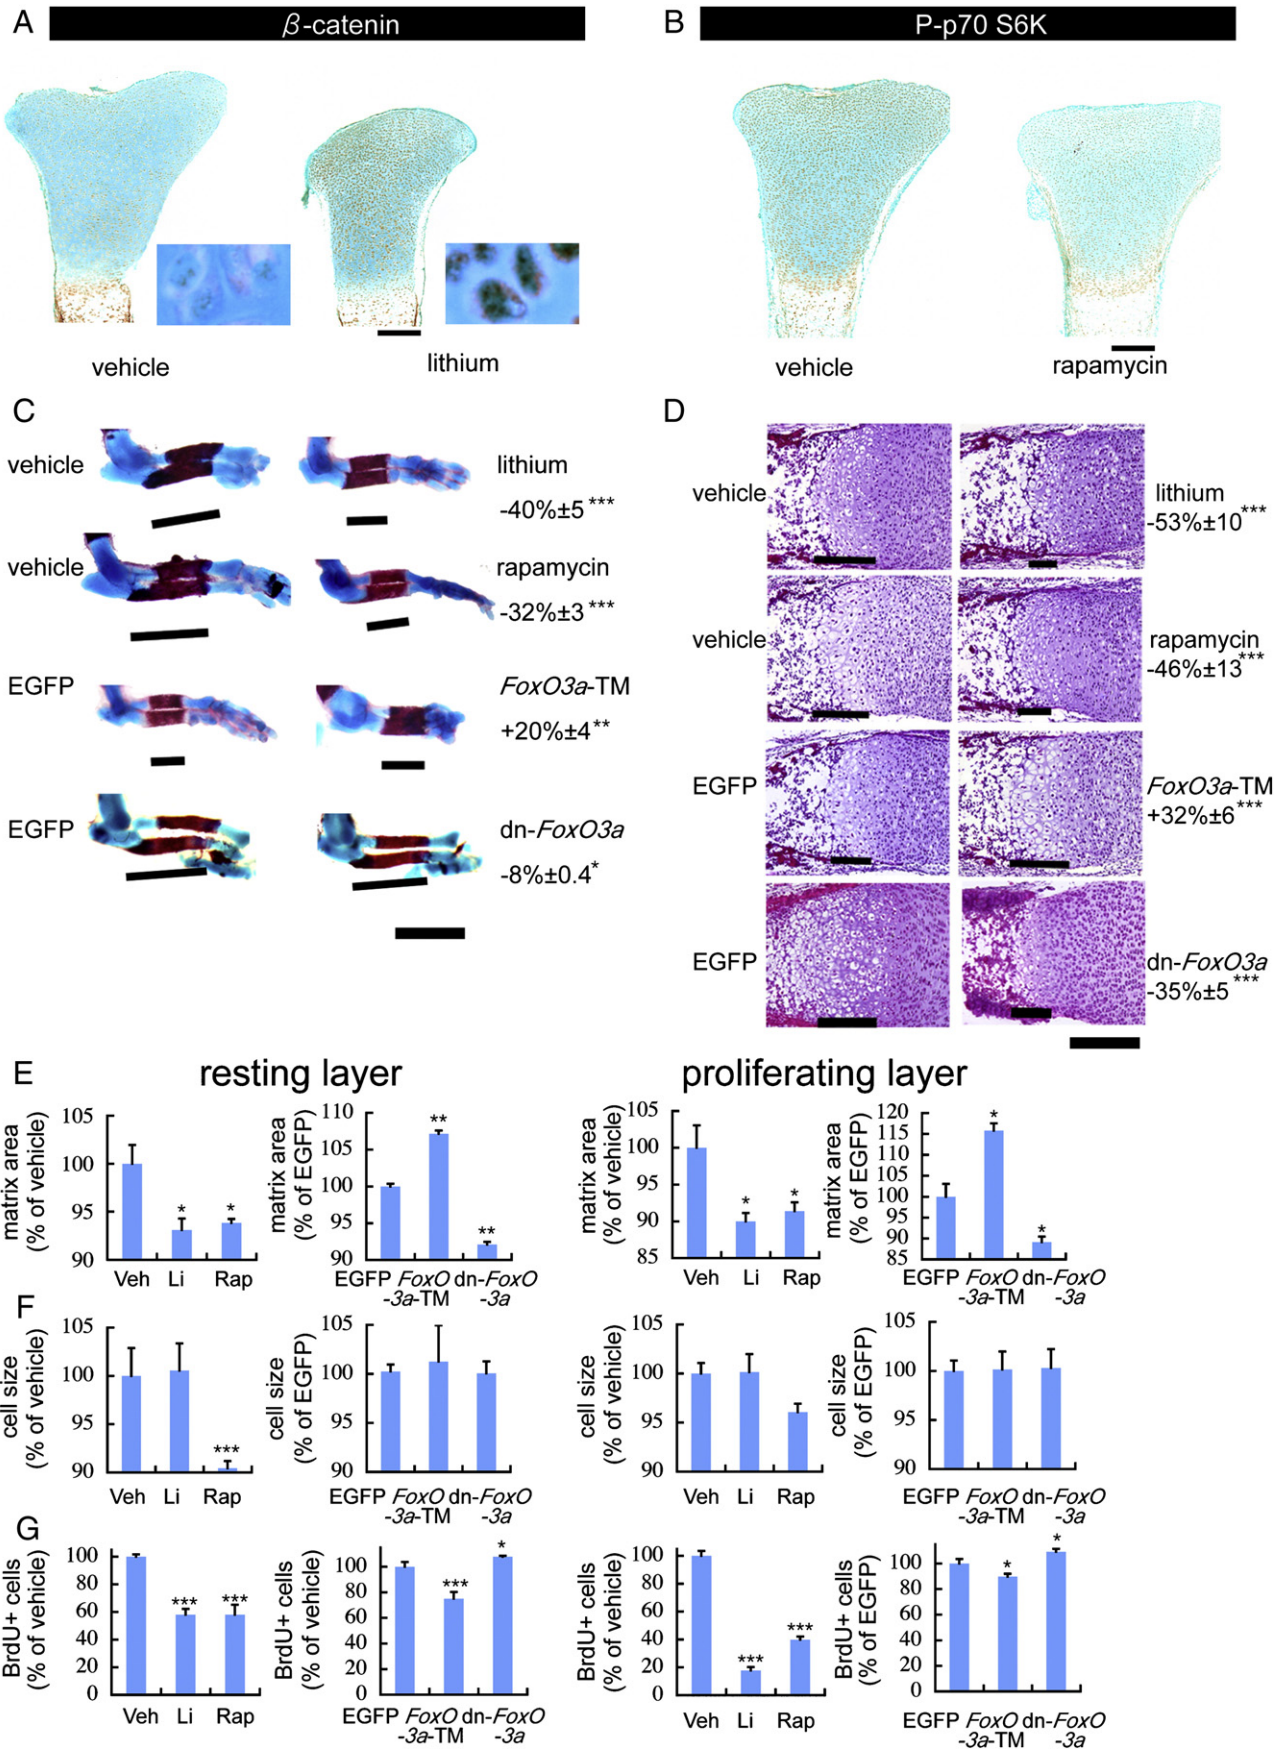 A
β-catenin
B
P-p70 S6K
vehicle
lithium
vehicle
rapamycin
C
vehicle
lithium
-40%±5***
vehicle
rapamycin
-32%±3***
EGFP
FoxO3a-TM
+20%±4**
EGFP
dn-FoxO3a
-8%±0.4*
D
vehicle
lithium
-53%±10***
vehicle
rapamycin
-46%±13***
EGFP
FoxO3a-TM
+32%±6***
EGFP
dn-FoxO3a
-35%±5***
E
resting layer
proliferating layer
matrix area
(% of vehicle)
105
100
95
90
*
*
Veh Li Rap
matrix area
(% of EGFP)
110
105
100
95
90
**
**
EGFP FoxO dn-FoxO
-3a-TM -3a
matrix area
(% of vehicle)
105
100
95
90
85
*
*
Veh Li Rap
matrix area
(% of EGFP)
120
115
110
105
100
95
90
85
*
*
EGFP FoxO dn-FoxO
-3a-TM -3a
F
cell size
(% of vehicle)
105
100
95
90
***
Veh Li Rap
cell size
(% of EGFP)
105
100
95
90
EGFP FoxO dn-FoxO
-3a-TM -3a
cell size
(% of vehicle)
105
100
95
90
Veh Li Rap
cell size
(% of EGFP)
105
100
95
90
EGFP FoxO dn-FoxO
-3a-TM -3a
G
BrdU+ cells
(% of vehicle)
100
80
60
40
20
0
***
***
Veh Li Rap
BrdU+ cells
(% of vehicle)
100
80
60
40
20
0
***
*
EGFP FoxO dn-FoxO
-3a-TM -3a
BrdU+ cells
(% of vehicle)
100
80
60
40
20
0
***
***
Veh Li Rap
BrdU+ cells
(% of EGFP)
100
80
60
40
20
0
*
*
EGFP FoxO dn-FoxO
-3a-TM -3a